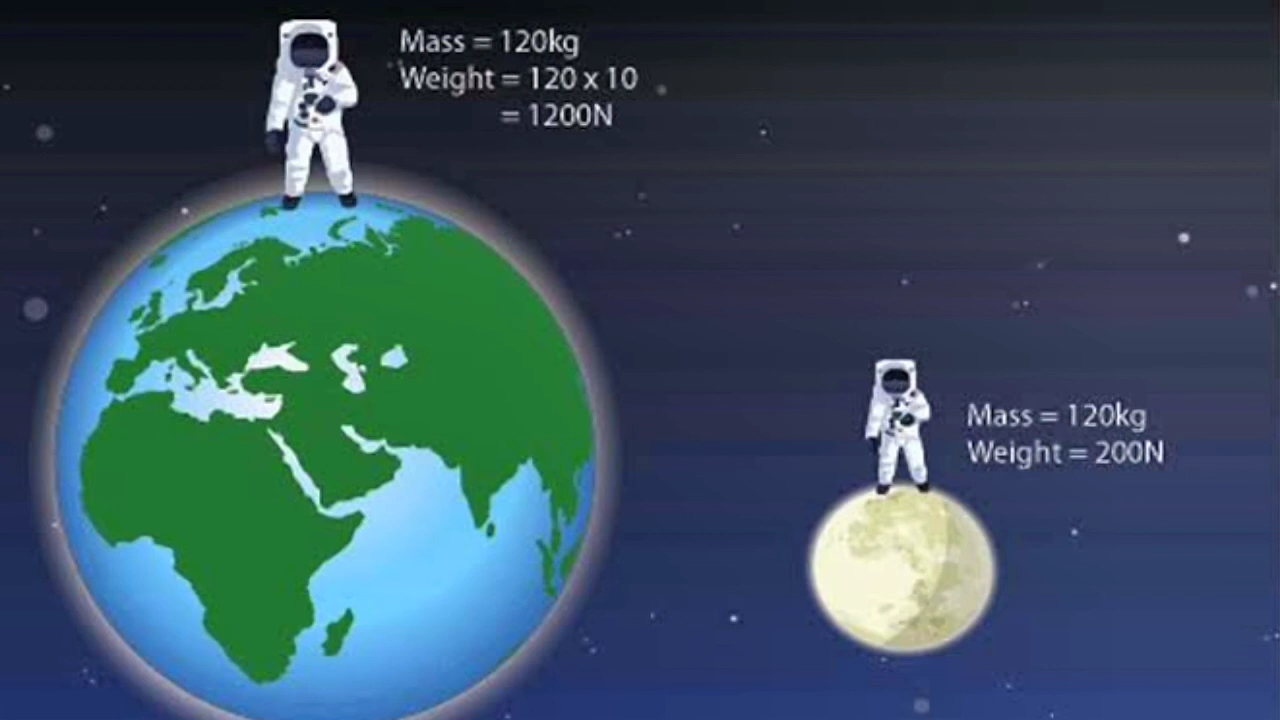 Mass = 120kg
Weight = 120 x 10
= 1200N
Mass = 120kg
Weight = 200N